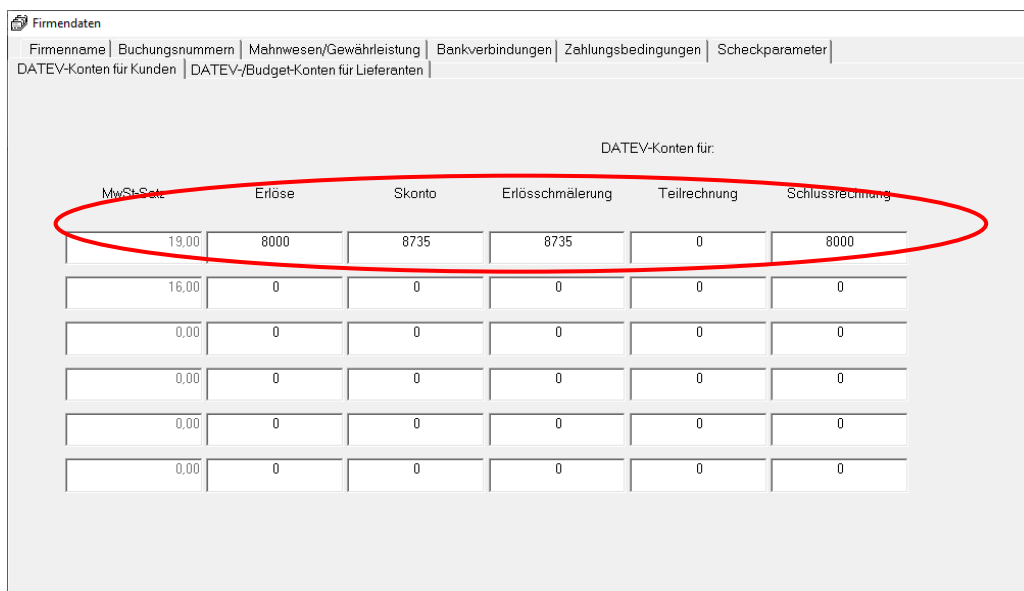 Firmendaten
Firmenname Buchungsnummern Mahnwesen/Gewährleistung Bankverbindungen Zahlungsbedingungen Scheckparameter
DATEV-Konten für Kunden DATEV-/Budget-Konten für Lieferanten
DATEV-Konten für:
MwSt-Satz Erlöse Skonto Erlösschmälerung Teilrechnung Schlussrechnung
19,00 8000 8735 8735 0 8000
16,00 0 0 0 0 0
0,00 0 0 0 0 0
0,00 0 0 0 0 0
0,00 0 0 0 0 0
0,00 0 0 0 0 0